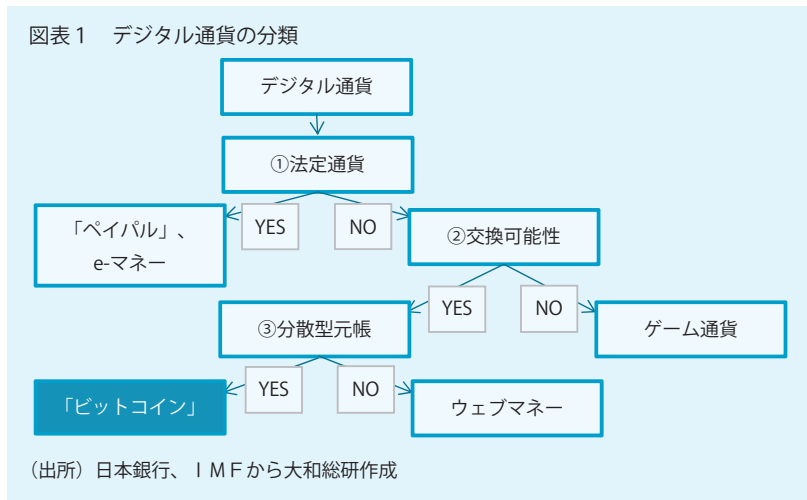 図表１　デジタル通貨の分類
デジタル通貨
①法定通貨
「ペイパル」、
e-マネー
YES
NO
②交換可能性
YES
NO
③分散型元帳
ゲーム通貨
YES
NO
「ビットコイン」
ウェブマネー
（出所）日本銀行、ＩＭＦから大和総研作成